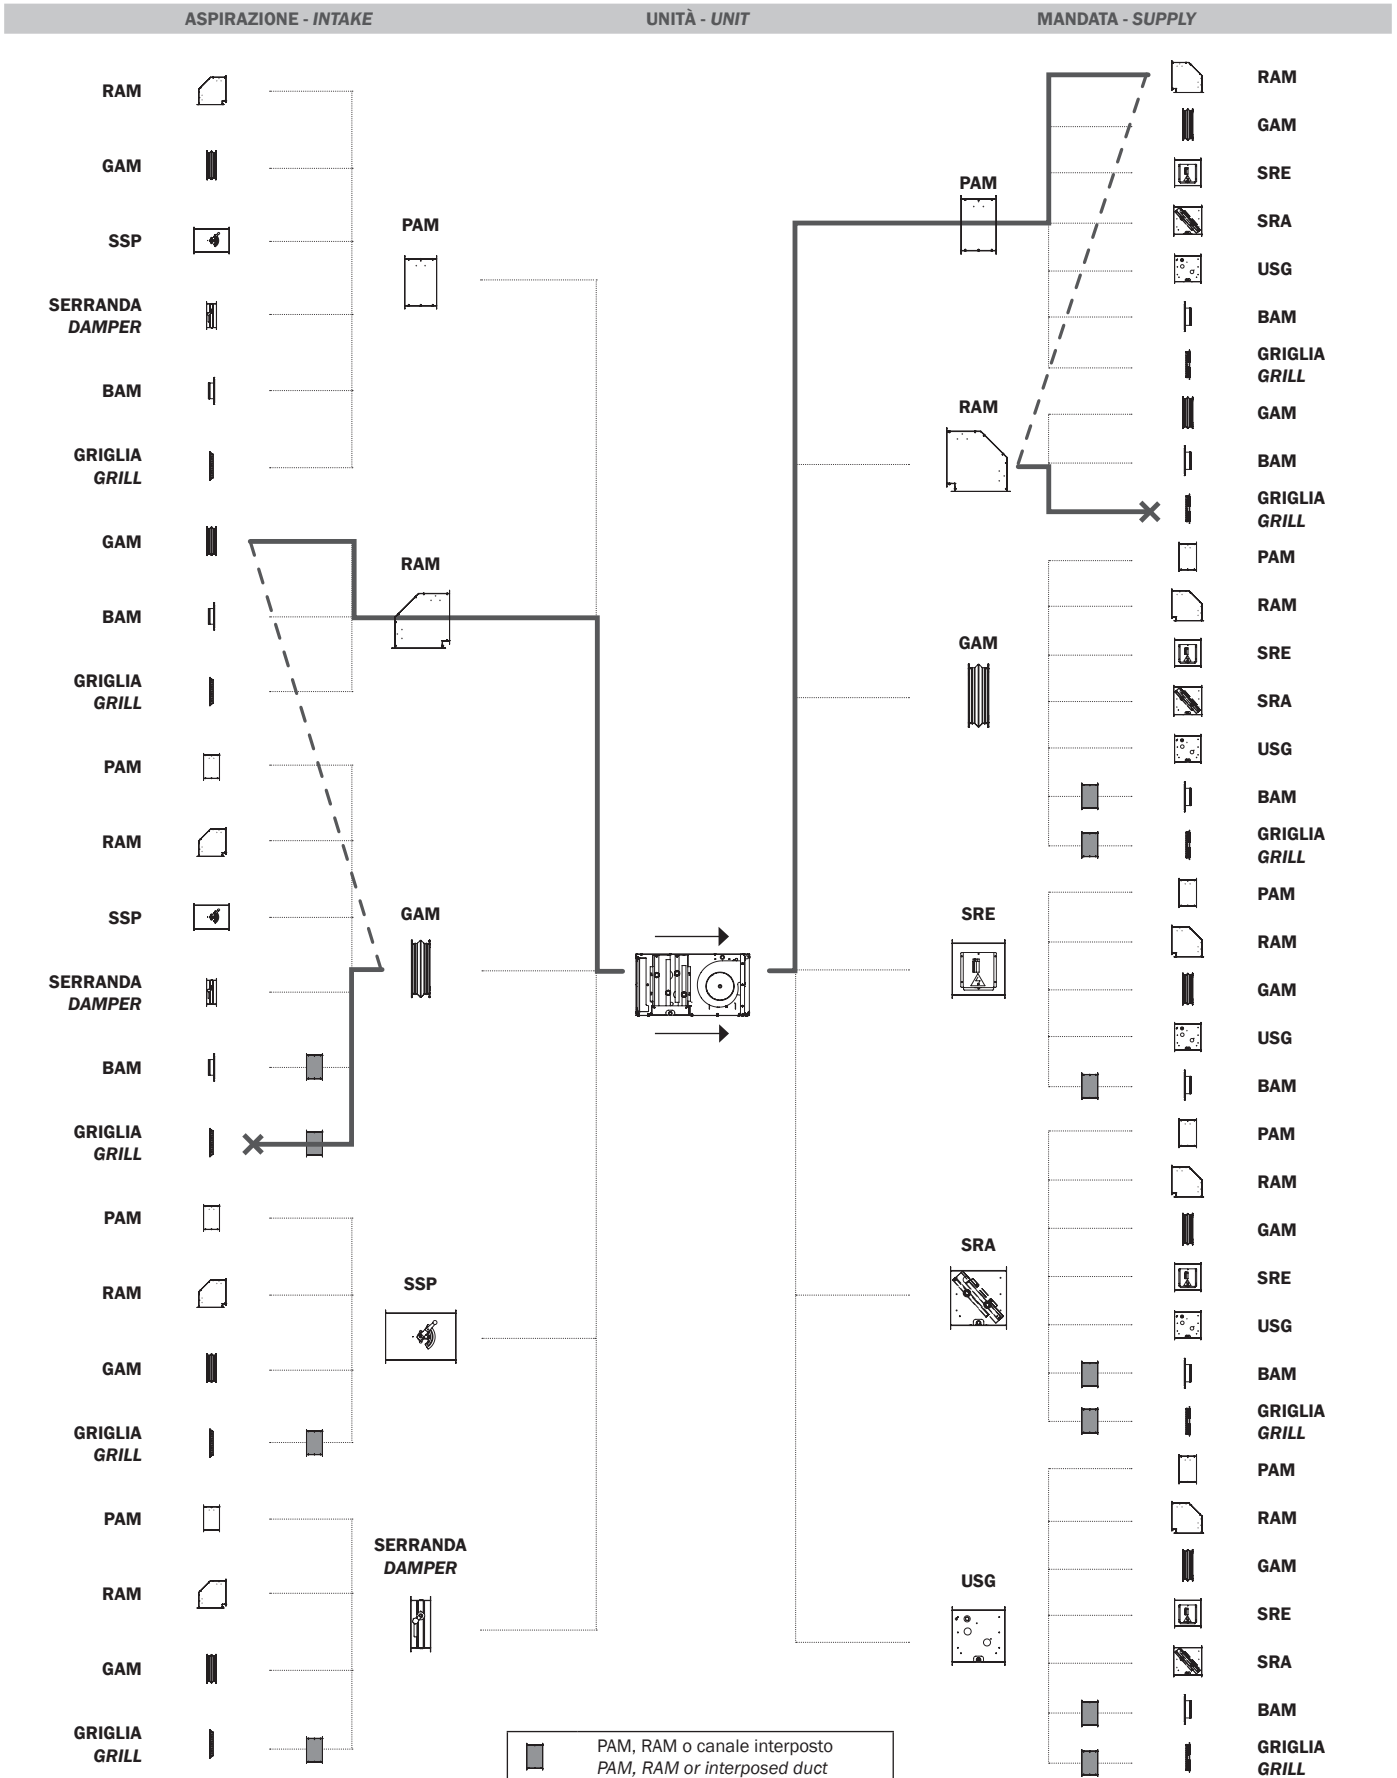 ASPIRAZIONE - INTAKE
UNITÀ - UNIT
MANDATA - SUPPLY
RAM
GAM
SSP
SERRANDA
DAMPER
BAM
GRIGLIA
GRILL
GAM
BAM
GRIGLIA
GRILL
PAM
RAM
SSP
SERRANDA
DAMPER
BAM
GRIGLIA
GRILL
PAM
RAM
GAM
GRIGLIA
GRILL
PAM
RAM
GAM
GRIGLIA
GRILL
PAM
RAM
GAM
SSP
SERRANDA
DAMPER
PAM
RAM
GAM
SRE
SRA
USG
RAM
GAM
SRE
SRA
USG
BAM
GRIGLIA
GRILL
GAM
BAM
GRIGLIA
GRILL
PAM
RAM
SRE
SRA
USG
BAM
GRIGLIA
GRILL
PAM
RAM
GAM
USG
BAM
PAM
RAM
GAM
SRE
USG
BAM
GRIGLIA
GRILL
PAM
RAM
GAM
SRE
SRA
BAM
GRIGLIA
GRILL
PAM, RAM o canale interposto
PAM, RAM or interposed duct